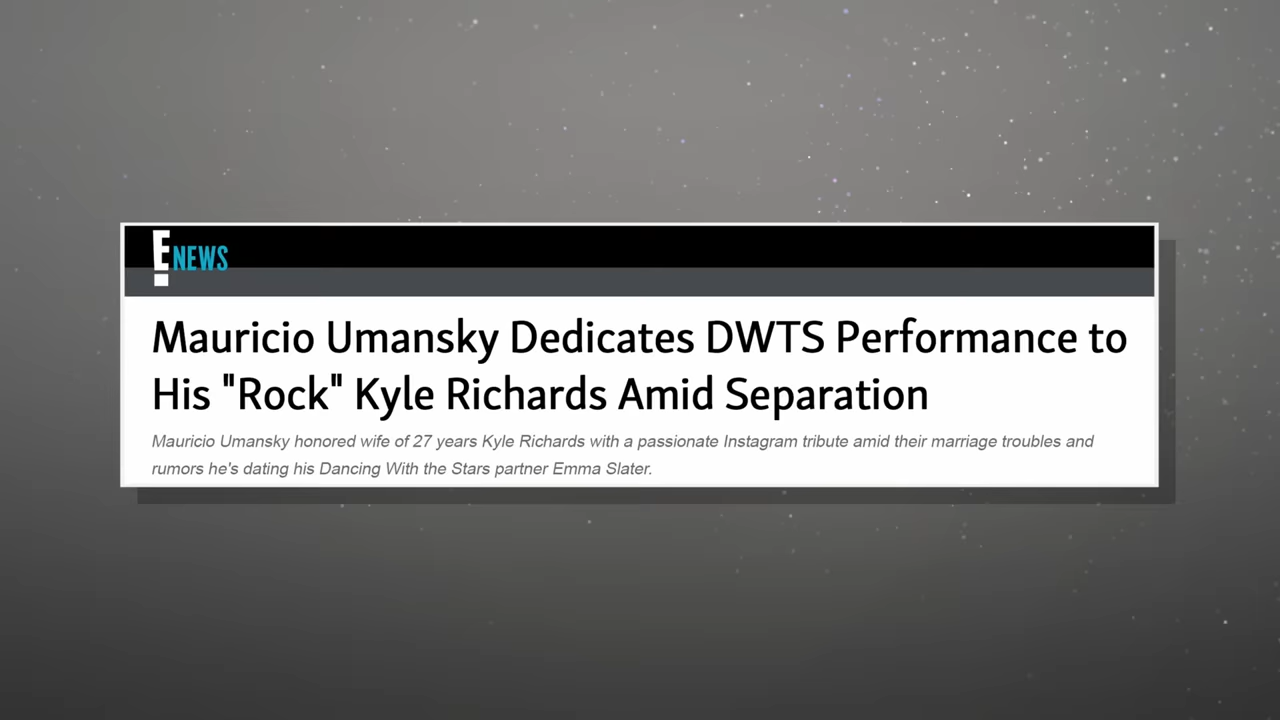 E NEWS
Mauricio Umansky Dedicates DWTS Performance to
His "Rock" Kyle Richards Amid Separation
Mauricio Umansky honored wife of 27 years Kyle Richards with a passionate Instagram tribute amid their marriage troubles and
rumors he's dating his Dancing With the Stars partner Emma Slater.